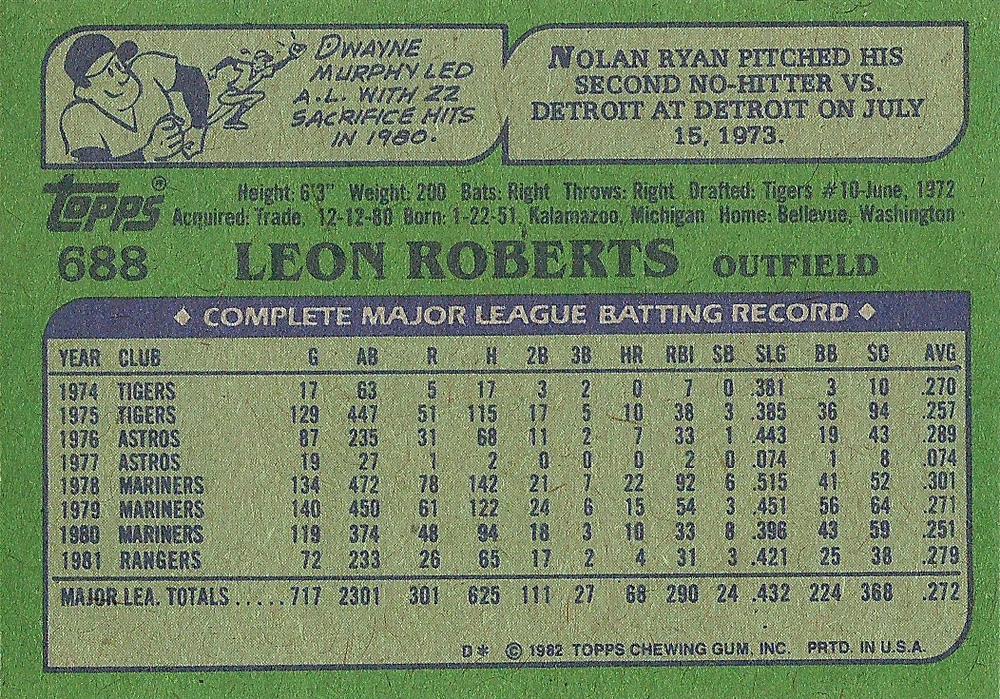 DWAYNE
MURPHY LED
A.L. WITH 22
SACRIFICE HITS
IN 1980.
NOLAN RYAN PITCHED HIS
SECOND NO-HITTER VS.
DETROIT AT DETROIT ON JULY
15, 1973.
TOPPS®
Height: 6'3" Weight: 200 Bats: Right Throws: Right Drafted: Tigers #10-June, 1972
Acquired: Trade, 12-12-80 Born: 1-22-51, Kalamazoo, Michigan Home: Bellevue, Washington
688 LEON ROBERTS OUTFIELD
◆ COMPLETE MAJOR LEAGUE BATTING RECORD ◆
YEAR CLUB G AB R H 2B 3B HR RBI SB SLG BB SO AVG
1974 TIGERS 17 63 5 17 3 2 0 7 0 .381 3 10 .270
1975 TIGERS 129 447 51 115 17 5 10 38 3 .385 36 94 .257
1976 ASTROS 87 235 31 68 11 2 7 33 1 .443 19 43 .289
1977 ASTROS 19 27 1 2 0 0 0 2 0 .074 1 8 .074
1978 MARINERS 134 472 78 142 21 7 22 92 6 .515 41 52 .301
1979 MARINERS 140 450 61 122 24 6 15 54 3 .451 56 64 .271
1980 MARINERS 119 374 48 94 18 3 10 33 8 .396 43 59 .251
1981 RANGERS 72 233 26 65 17 2 4 31 3 .421 25 38 .279
MAJOR LEA. TOTALS.....717 2301 301 625 111 27 68 290 24 .432 224 368 .272
D* © 1982 TOPPS CHEWING GUM, INC. PRTD. IN U.S.A.